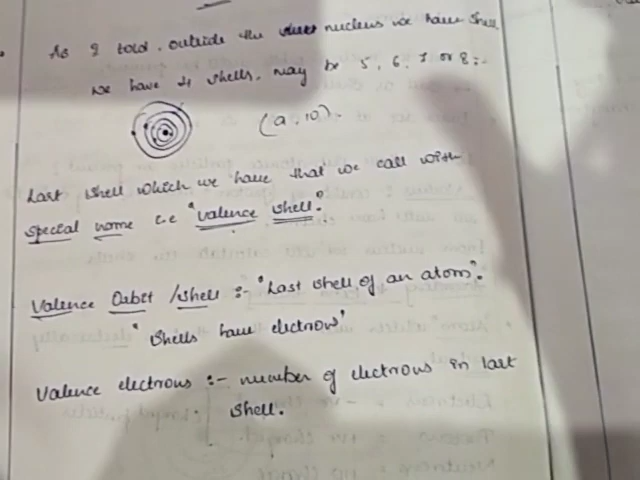 As I told, outside the nucleus we have shell
we have 4 shells, may be 5, 6, 7 or 8 :-
(a, 10).
Last shell which we have that we call with
special name i.e "valence shell".
Valence Orbit / shell :- "Last shell of an atom".
"Shells have electrons"
Valence electrons :- number of electrons in last
shell.